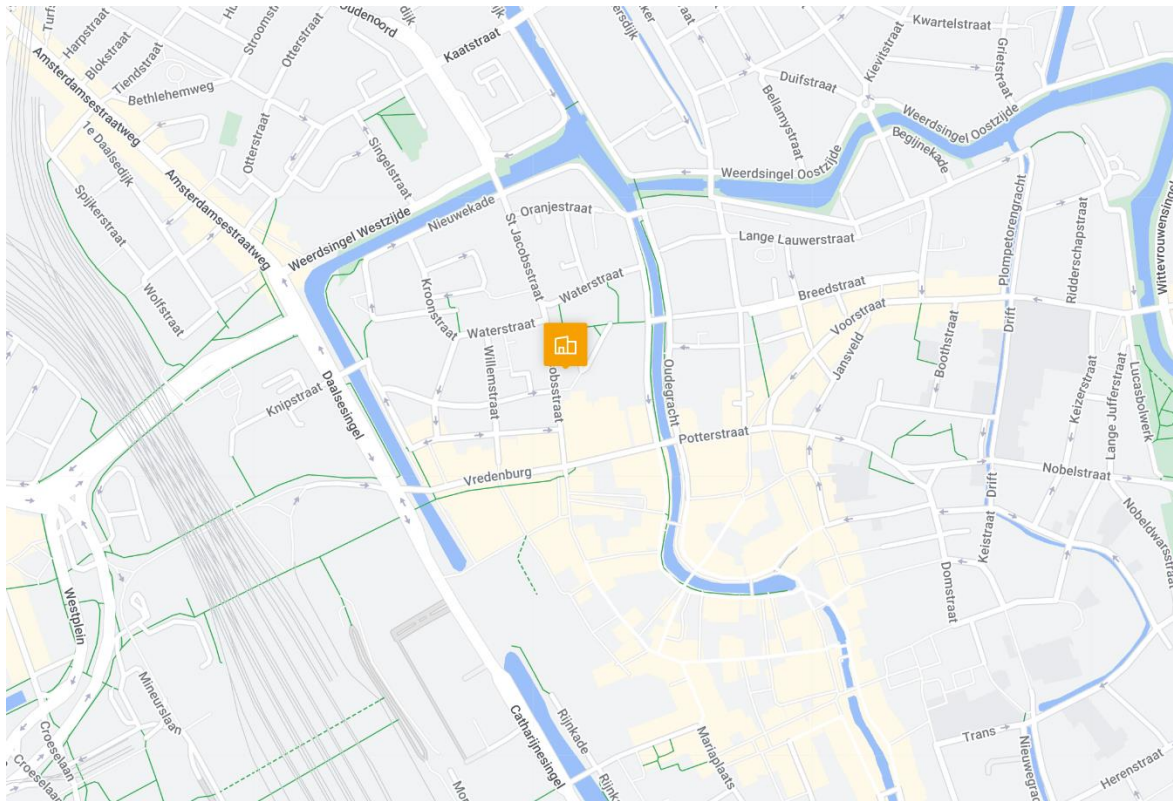 Oudenoord
Kaatstraat
Kwartelstraat
Grietstraat
Kievitstraat
Duifstraat
Bellamystraat
Harpstraat
Blokstraat
Tiendstraat
Stroomstraat
Otterstraat
Amsterdamsestraatweg
Bethlehemweg
1e Daalsedijk
Otterstraat
Singelstraat
Weerdsingel Oostzijde
Begijnekade
Weerdsingel Oostzijde
Amsterdamsestraatweg
Spijkerstraat
Wolfstraat
Weerdsingel Westzijde
Nieuwekade
Oranjestraat
St Jacobsstraat
Lange Lauwerstraat
Plompetorengracht
Ridderschapstraat
Wittevrouwensingel
Kroonstraat
Waterstraat
Waterstraat
Breedstraat
Voorstraat
Jansveld
Boothstraat
Drift
Willemstraat
obsstraat
Oudegracht
Knipstraat
Daalsesingel
Keizerstraat
Lange Jufferstraat
Lucasbolwerk
Potterstraat
Vredenburg
Nobelstraat
Drift
Keistraat
Nobeldwarsstraat
Domstraat
Westplein
Mineurslaan
Croeselaan
Croeselaan
Catharijnesingel
Rijnkade
Mariaplaats
Trans
Herenstraat